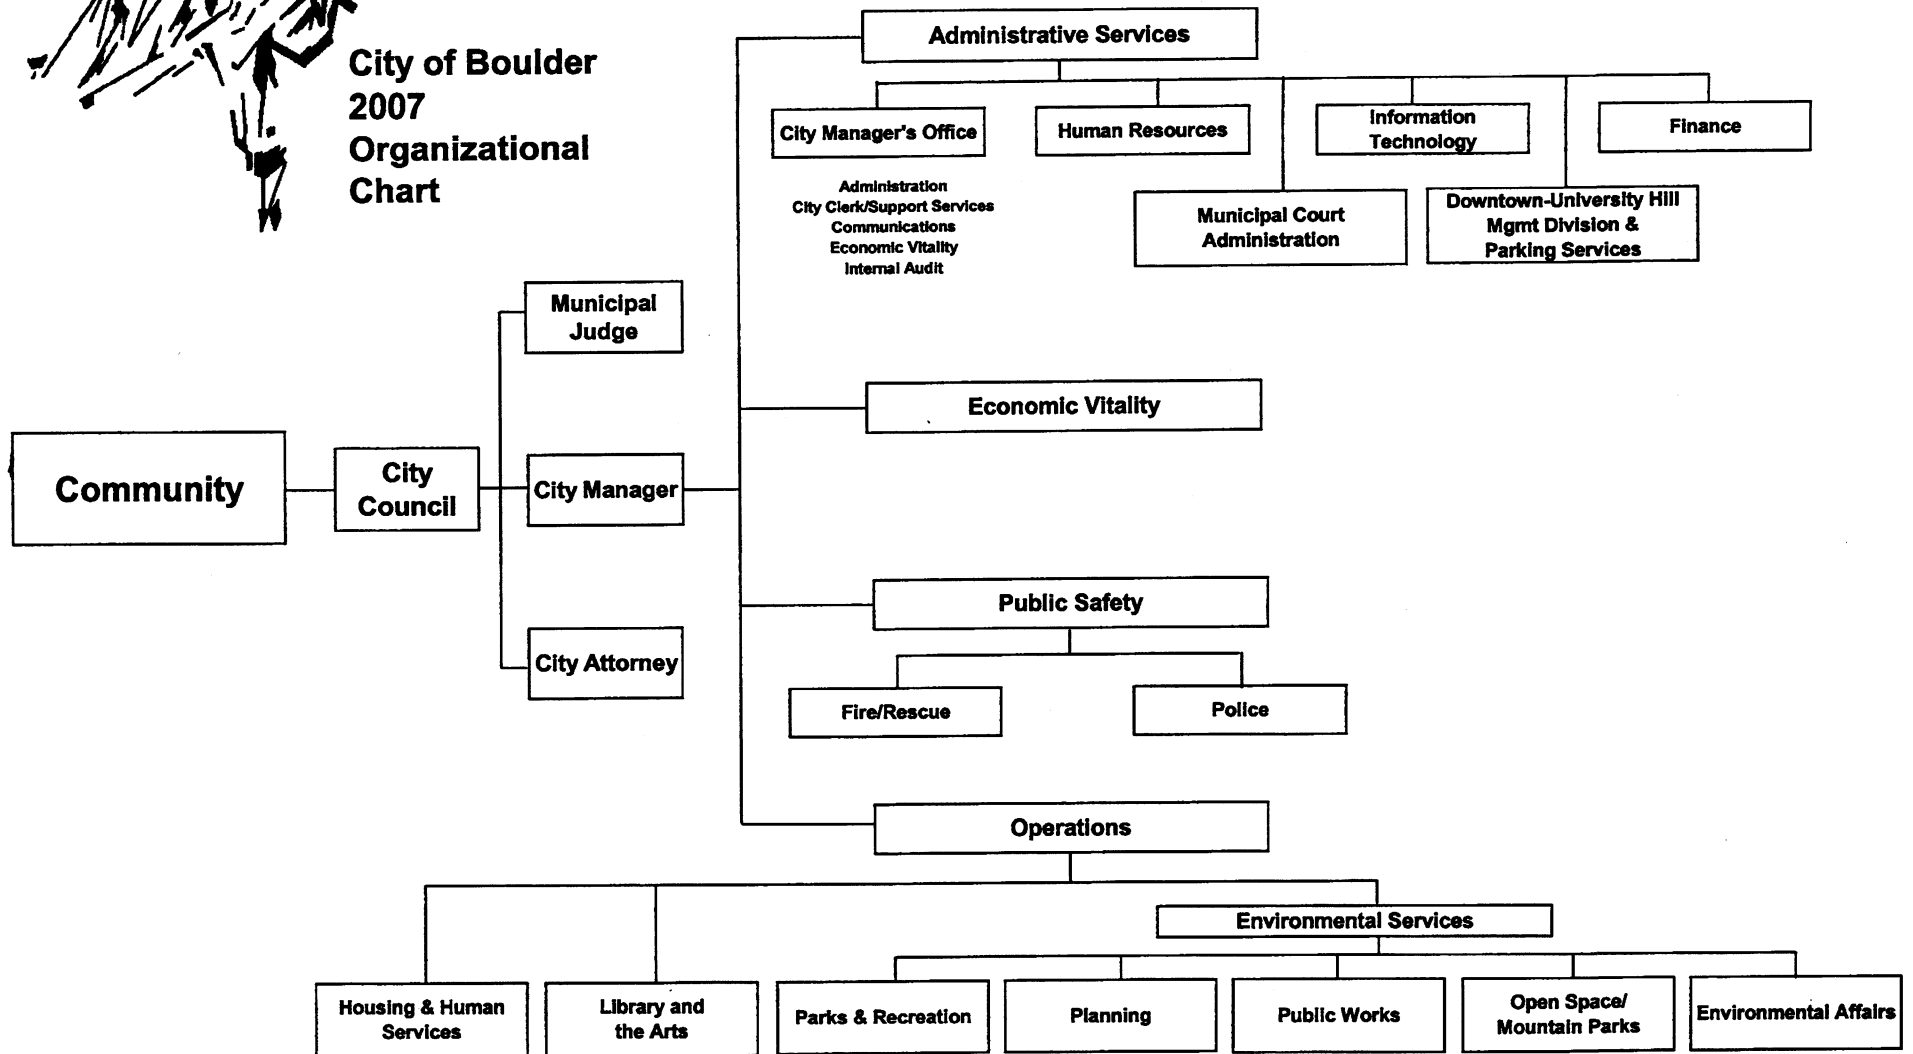 City of Boulder
2007
Organizational
Chart
Administrative Services
City Manager's Office
Human Resources
Information
Technology
Finance
Administration
City Clerk/Support Services
Communications
Economic Vitality
Internal Audit
Municipal Court
Administration
Downtown-University Hill
Mgmt Division &
Parking Services
Municipal
Judge
Economic Vitality
Community
City
Council
City Manager
Public Safety
City Attorney
Fire/Rescue
Police
Operations
Environmental Services
Housing & Human
Services
Library and
the Arts
Parks & Recreation
Planning
Public Works
Open Space/
Mountain Parks
Environmental Affairs